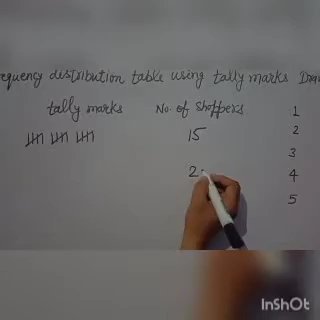 equency distribution table using tally marks Dra
tally marks No. of Shoppers 1
𝍸 𝍸 𝍸 15 2
3
2 4
5
InShOt